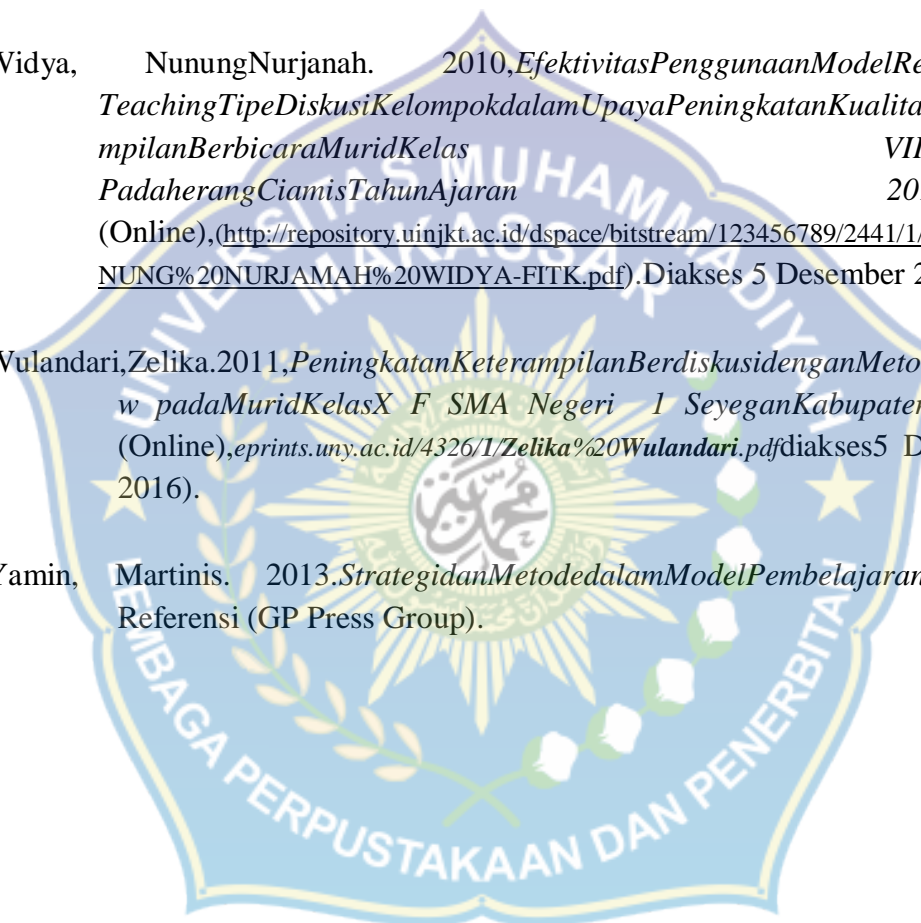 Widya, NunungNurjanah. 2010,EfektivitasPenggunaanModelRe
TeachingTipeDiskusiKelompokdalamUpayaPeningkatanKualita
mpilanBerbicaraMuridKelas VII
PadaherangCiamisTahunAjaran 20
(Online),(http://repository.uinjkt.ac.id/dspace/bitstream/123456789/2441/1/
NUNG%20NURJAMAH%20WIDYA-FITK.pdf).Diakses 5 Desember 2
Wulandari,Zelika.2011,PeningkatanKeterampilanBerdiskusidenganMeto
w padaMuridKelasX F SMA Negeri 1 SeyeganKabupaten
(Online),eprints.uny.ac.id/4326/1/Zelika%20Wulandari.pdfdiakses5 D
2016).
Yamin, Martinis. 2013.StrategidanMetodedalamModelPembelajaran
Referensi (GP Press Group).
UNIVERSITAS MUHAMMADIYAH
MAKASSAR
LEMBAGA PERPUSTAKAAN DAN PENERBITAN